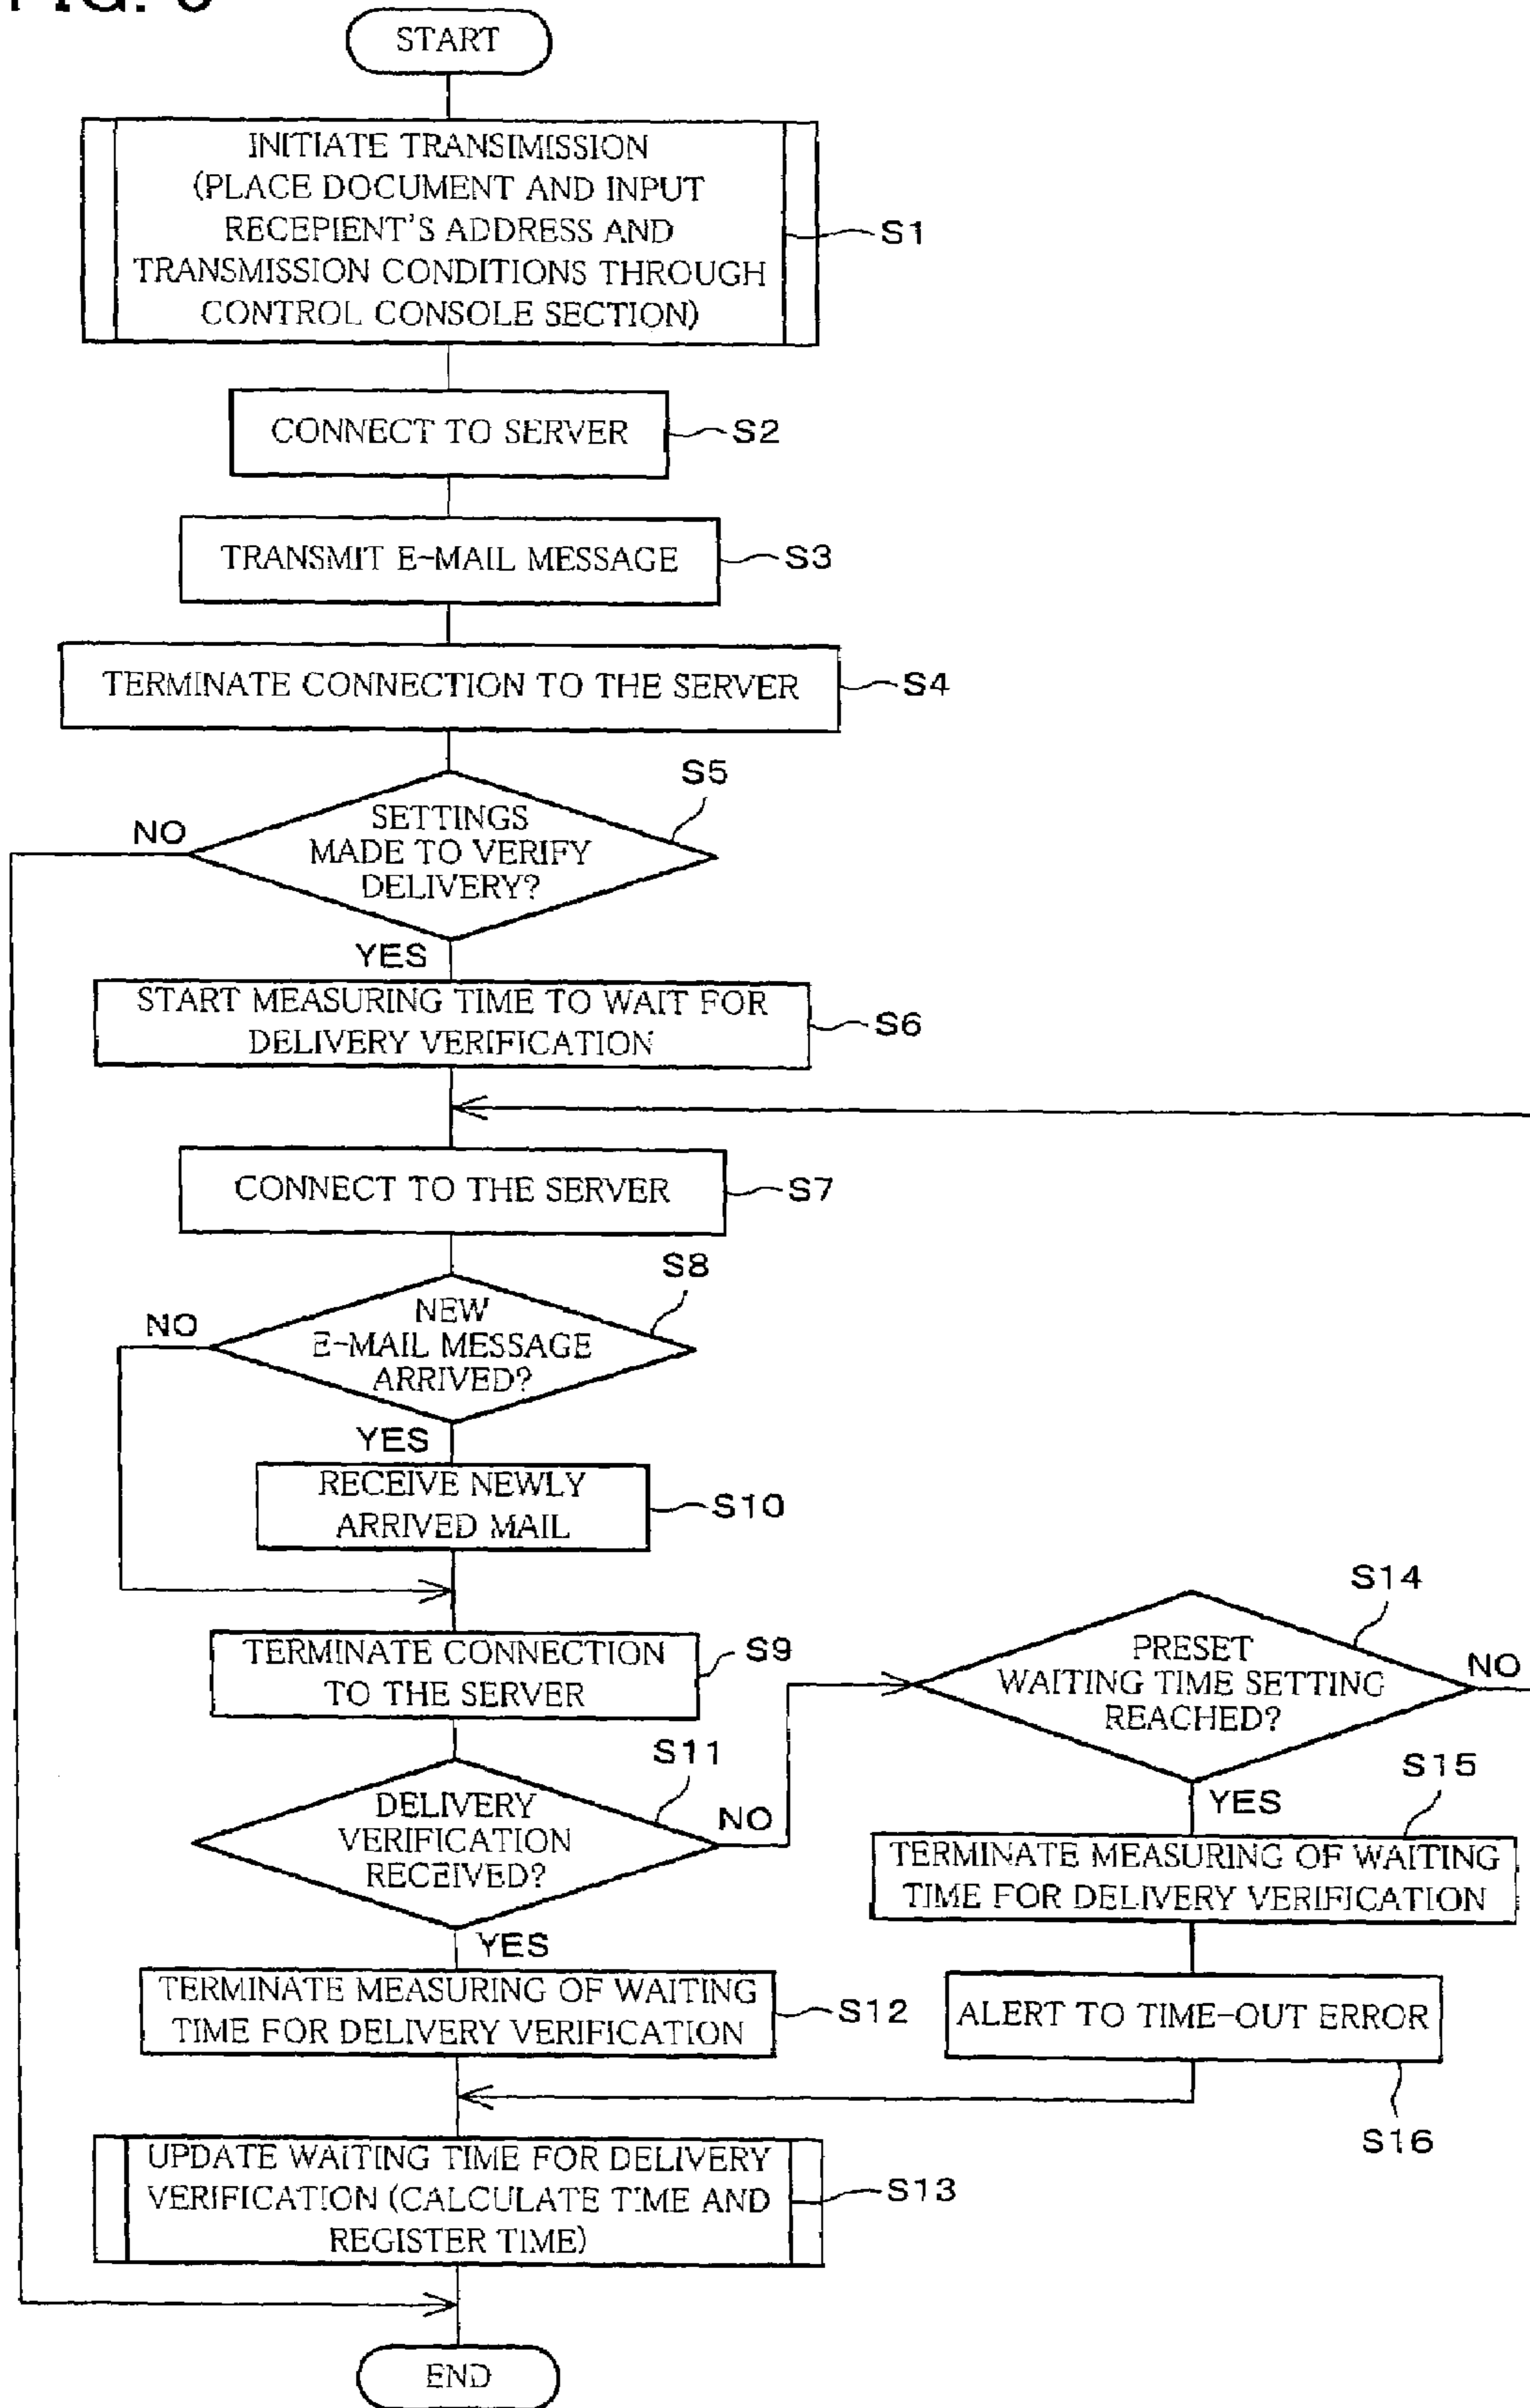 START
INITIATE TRANSIMISSION
(PLACE DOCUMENT AND INPUT
RECEPIENT'S ADDRESS AND
TRANSMISSION CONDITIONS THROUGH
CONTROL CONSOLE SECTION)
S1
CONNECT TO SERVER
S2
TRANSMIT E-MAIL MESSAGE
S3
TERMINATE CONNECTION TO THE SERVER
S4
S5
SETTINGS
MADE TO VERIFY
DELIVERY?
NO
YES
START MEASURING TIME TO WAIT FOR
DELIVERY VERIFICATION
S6
CONNECT TO THE SERVER
S7
S8
NEW
E-MAIL MESSAGE
ARRIVED?
NO
YES
RECEIVE NEWLY
ARRIVED MAIL
S10
TERMINATE CONNECTION
TO THE SERVER
S9
S11
DELIVERY
VERIFICATION
RECEIVED?
NO
YES
S14
PRESET
WAITING TIME SETTING
REACHED?
NO
YES
S15
TERMINATE MEASURING OF WAITING
TIME FOR DELIVERY VERIFICATION
TERMINATE MEASURING OF WAITING
TIME FOR DELIVERY VERIFICATION
S12
ALERT TO TIME-OUT ERROR
S16
UPDATE WAITING TIME FOR DELIVERY
VERIFICATION (CALCULATE TIME AND
REGISTER TIME)
S13
END